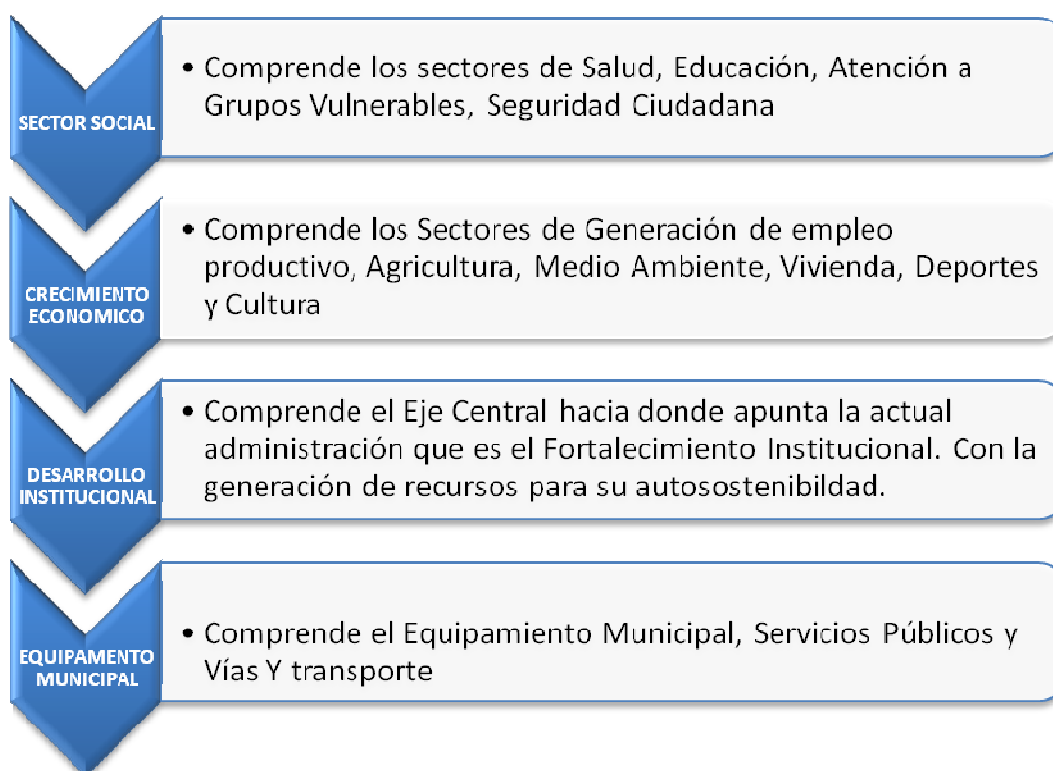 SECTOR SOCIAL
• Comprende los sectores de Salud, Educación, Atención a
Grupos Vulnerables, Seguridad Ciudadana
CRECIMIENTO
ECONOMICO
• Comprende los Sectores de Generación de empleo
productivo, Agricultura, Medio Ambiente, Vivienda, Deportes
y Cultura
DESARROLLO
INSTITUCIONAL
• Comprende el Eje Central hacia donde apunta la actual
administración que es el Fortalecimiento Institucional. Con la
generación de recursos para su autosostenibildad.
EQUIPAMENTO
MUNICIPAL
• Comprende el Equipamiento Municipal, Servicios Públicos y
Vías Y transporte